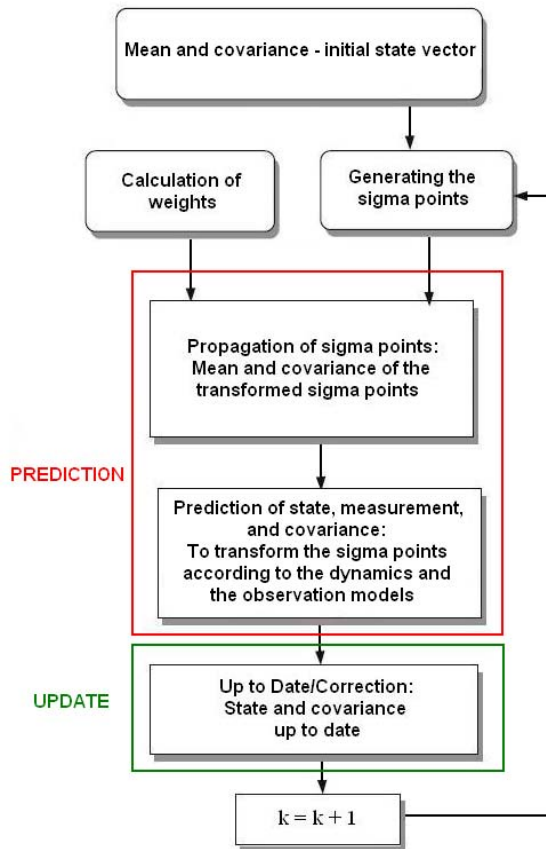 Mean and covariance - initial state vector
Calculation of
weights
Generating the
sigma points
Propagation of sigma points:
Mean and covariance of the
transformed sigma points
PREDICTION
Prediction of state, measurement,
and covariance:
To transform the sigma points
according to the dynamics and
the observation models
UPDATE
Up to Date/Correction:
State and covariance
up to date
k = k + 1